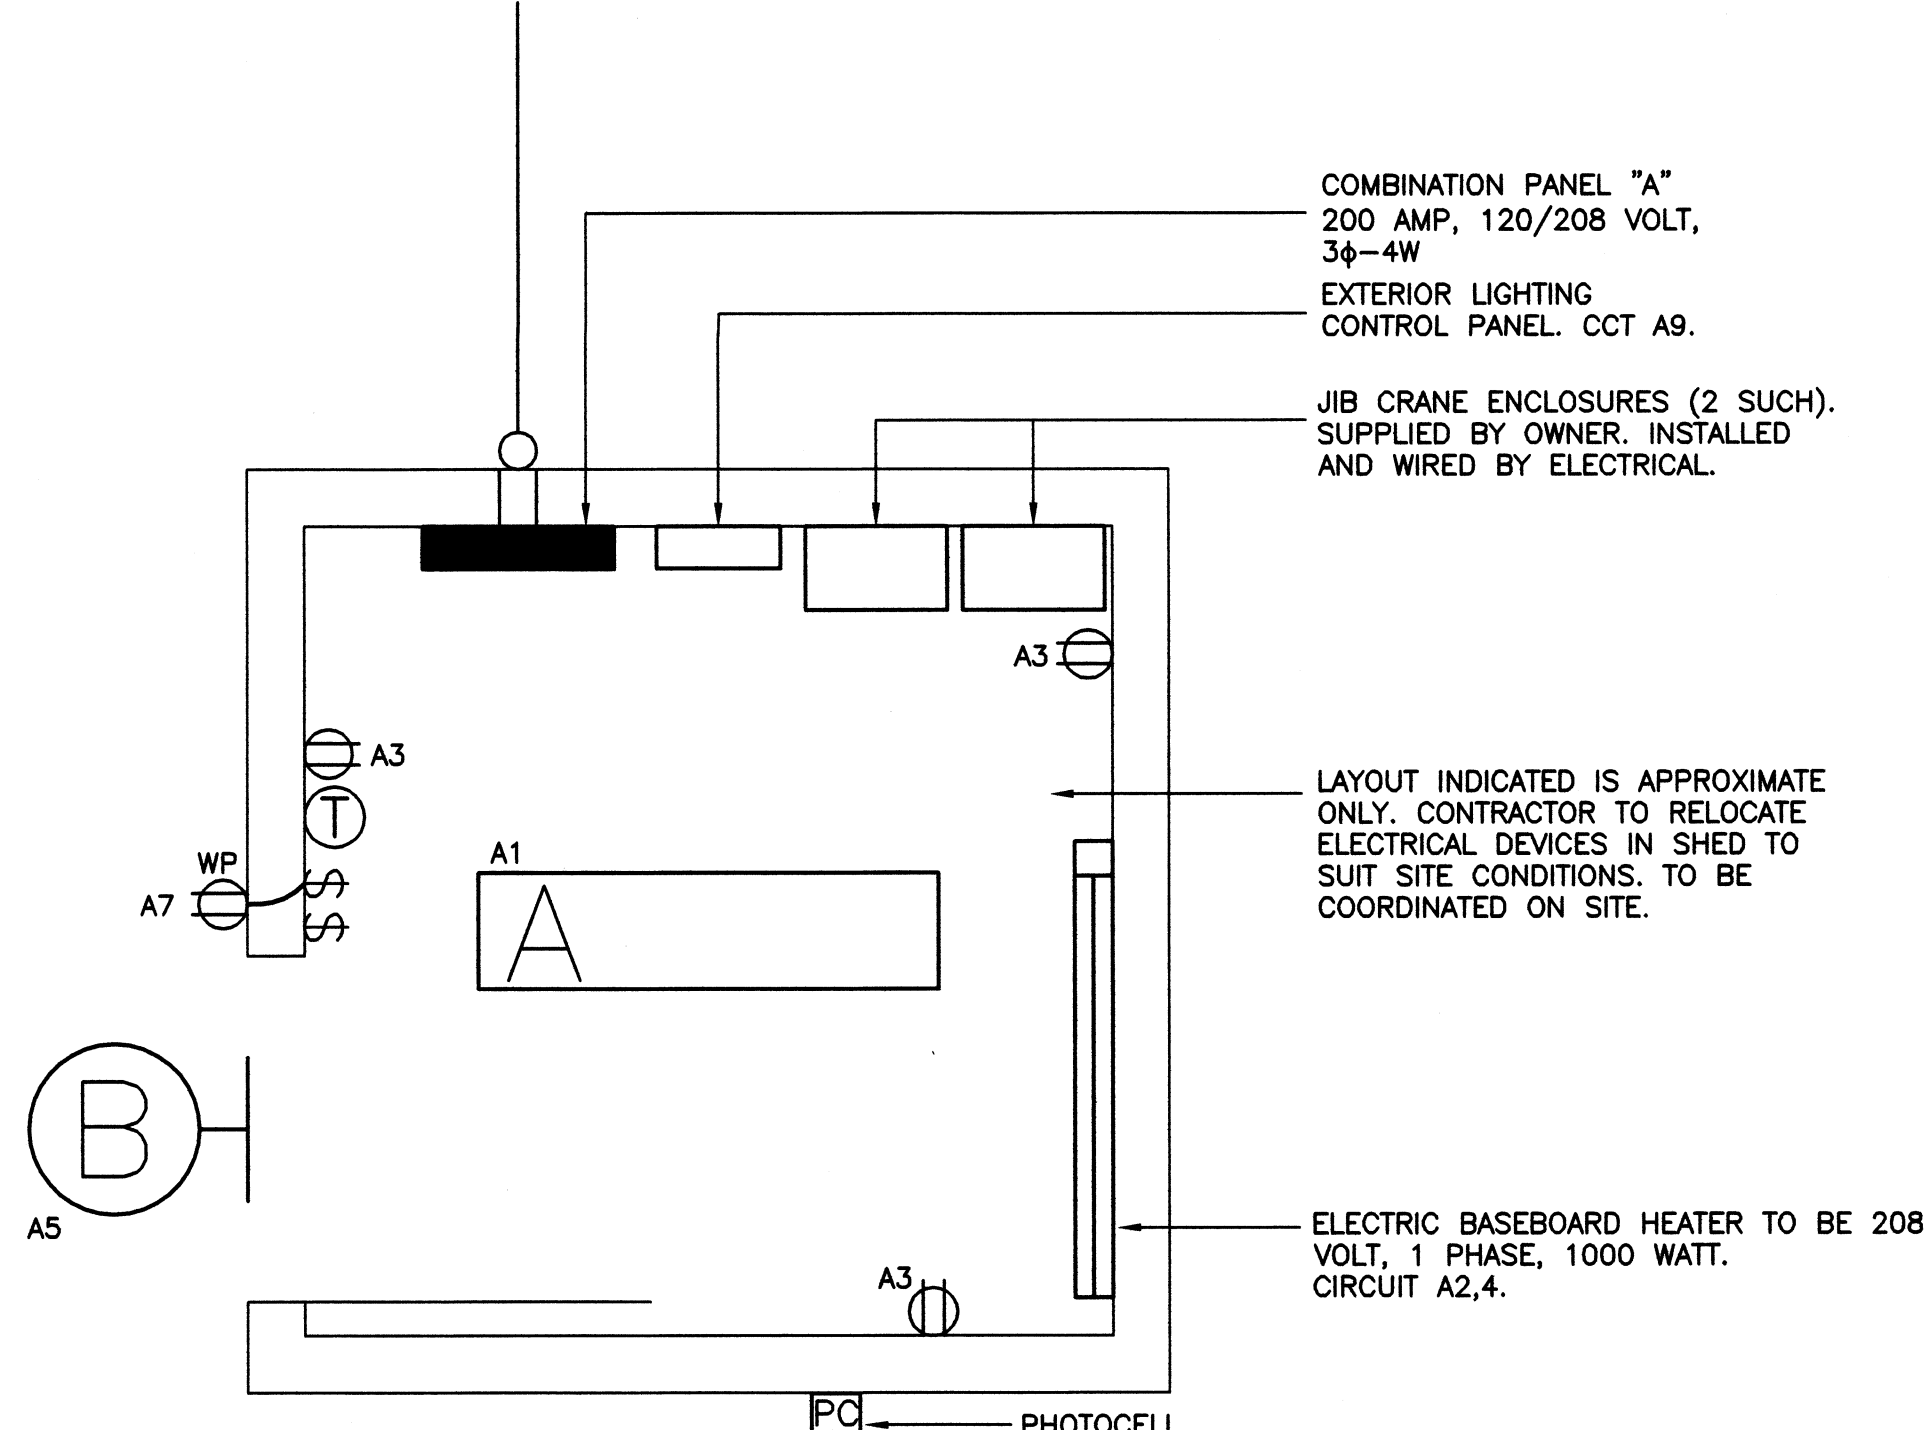 COMBINATION PANEL "A"
200 AMP, 120/208 VOLT,
3ϕ-4W
EXTERIOR LIGHTING
CONTROL PANEL. CCT A9.
JIB CRANE ENCLOSURES (2 SUCH).
SUPPLIED BY OWNER. INSTALLED
AND WIRED BY ELECTRICAL.
A3
A3
T
LAYOUT INDICATED IS APPROXIMATE
ONLY. CONTRACTOR TO RELOCATE
ELECTRICAL DEVICES IN SHED TO
SUIT SITE CONDITIONS. TO BE
COORDINATED ON SITE.
WP
A7
$
$
A1
A
B
A5
ELECTRIC BASEBOARD HEATER TO BE 208
VOLT, 1 PHASE, 1000 WATT.
CIRCUIT A2,4.
A3
PC
PHOTOCELL